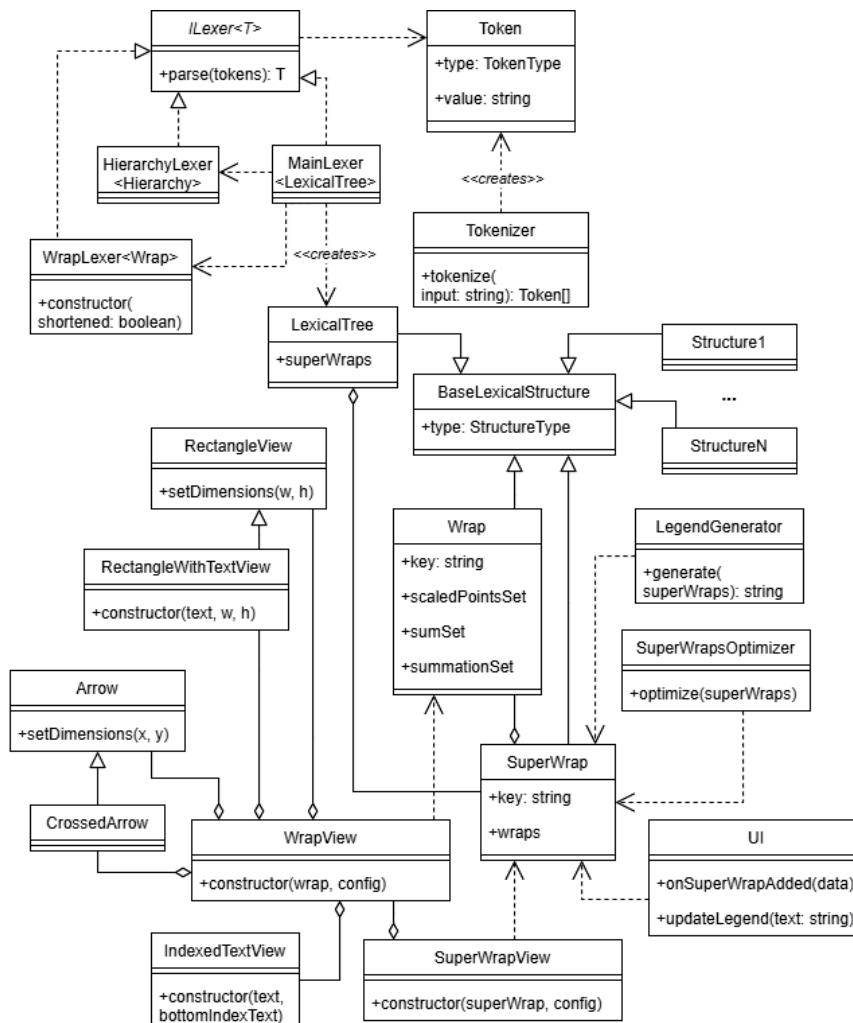 ILexer<T>
+parse(tokens): T
Token
+type: TokenType
+value: string
HierarchyLexer
<Hierarchy>
MainLexer
<LexicalTree>
<<creates>>
WrapLexer<Wrap>
+constructor(
shortened: boolean)
<<creates>>
Tokenizer
+tokenize(
input: string): Token[]
LexicalTree
+superWraps
BaseLexicalStructure
+type: StructureType
Structure1
...
StructureN
RectangleView
+setDimensions(w, h)
Wrap
+key: string
+scaledPointsSet
+sumSet
+summationSet
LegendGenerator
+generate(
superWraps): string
RectangleWithTextView
+constructor(text, w, h)
SuperWrapsOptimizer
+optimize(superWraps)
Arrow
+setDimensions(x, y)
SuperWrap
+key: string
+wraps
CrossedArrow
WrapView
+constructor(wrap, config)
UI
+onSuperWrapAdded(data)
+updateLegend(text: string)
IndexedTextView
+constructor(text,
bottomIndexText)
SuperWrapView
+constructor(superWrap, config)